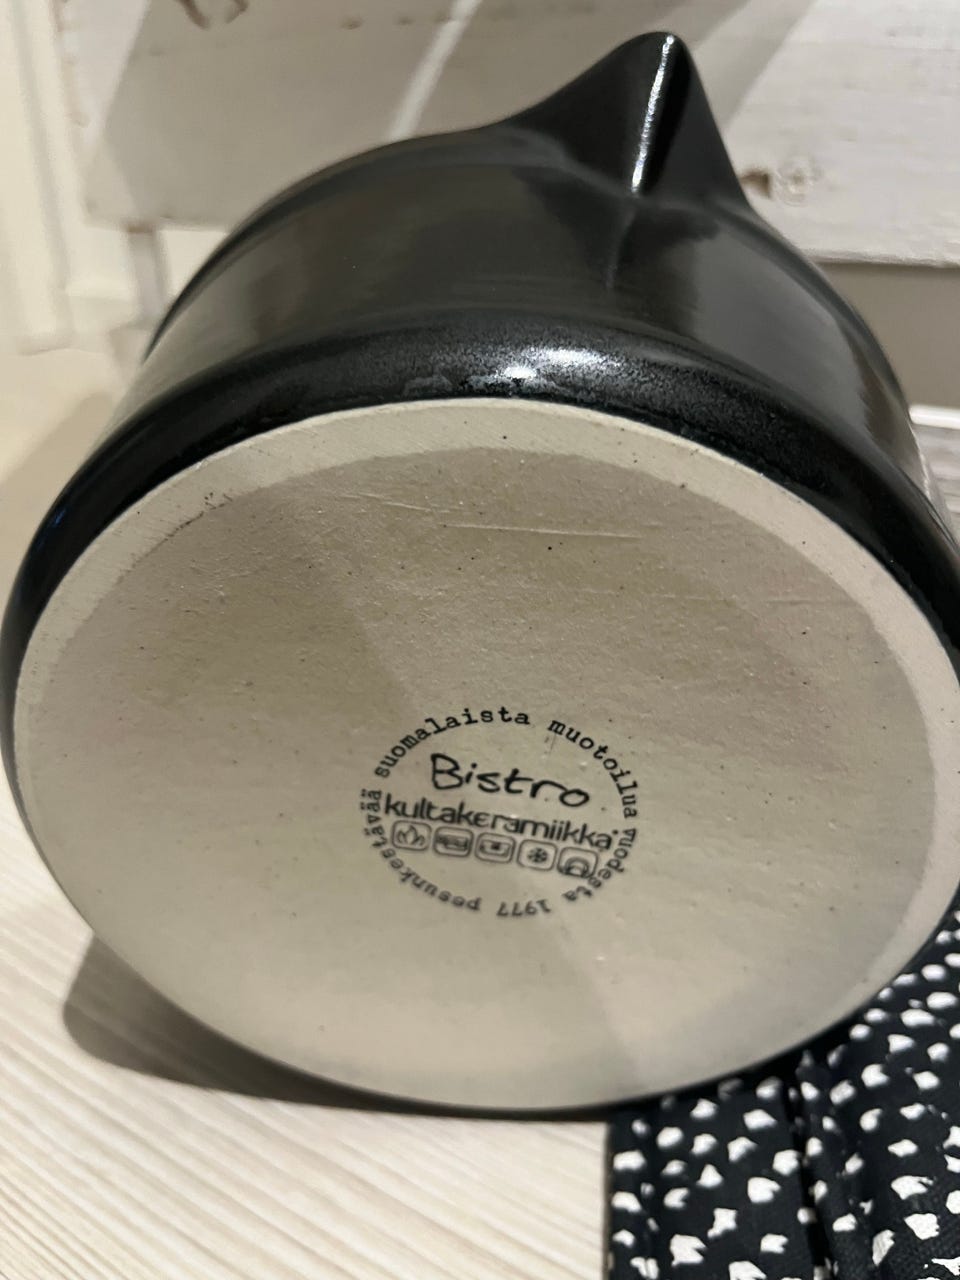 suomalaista muotoilua vuodesta 1977 pesunkestävää
Bistro
kultakeramiikka